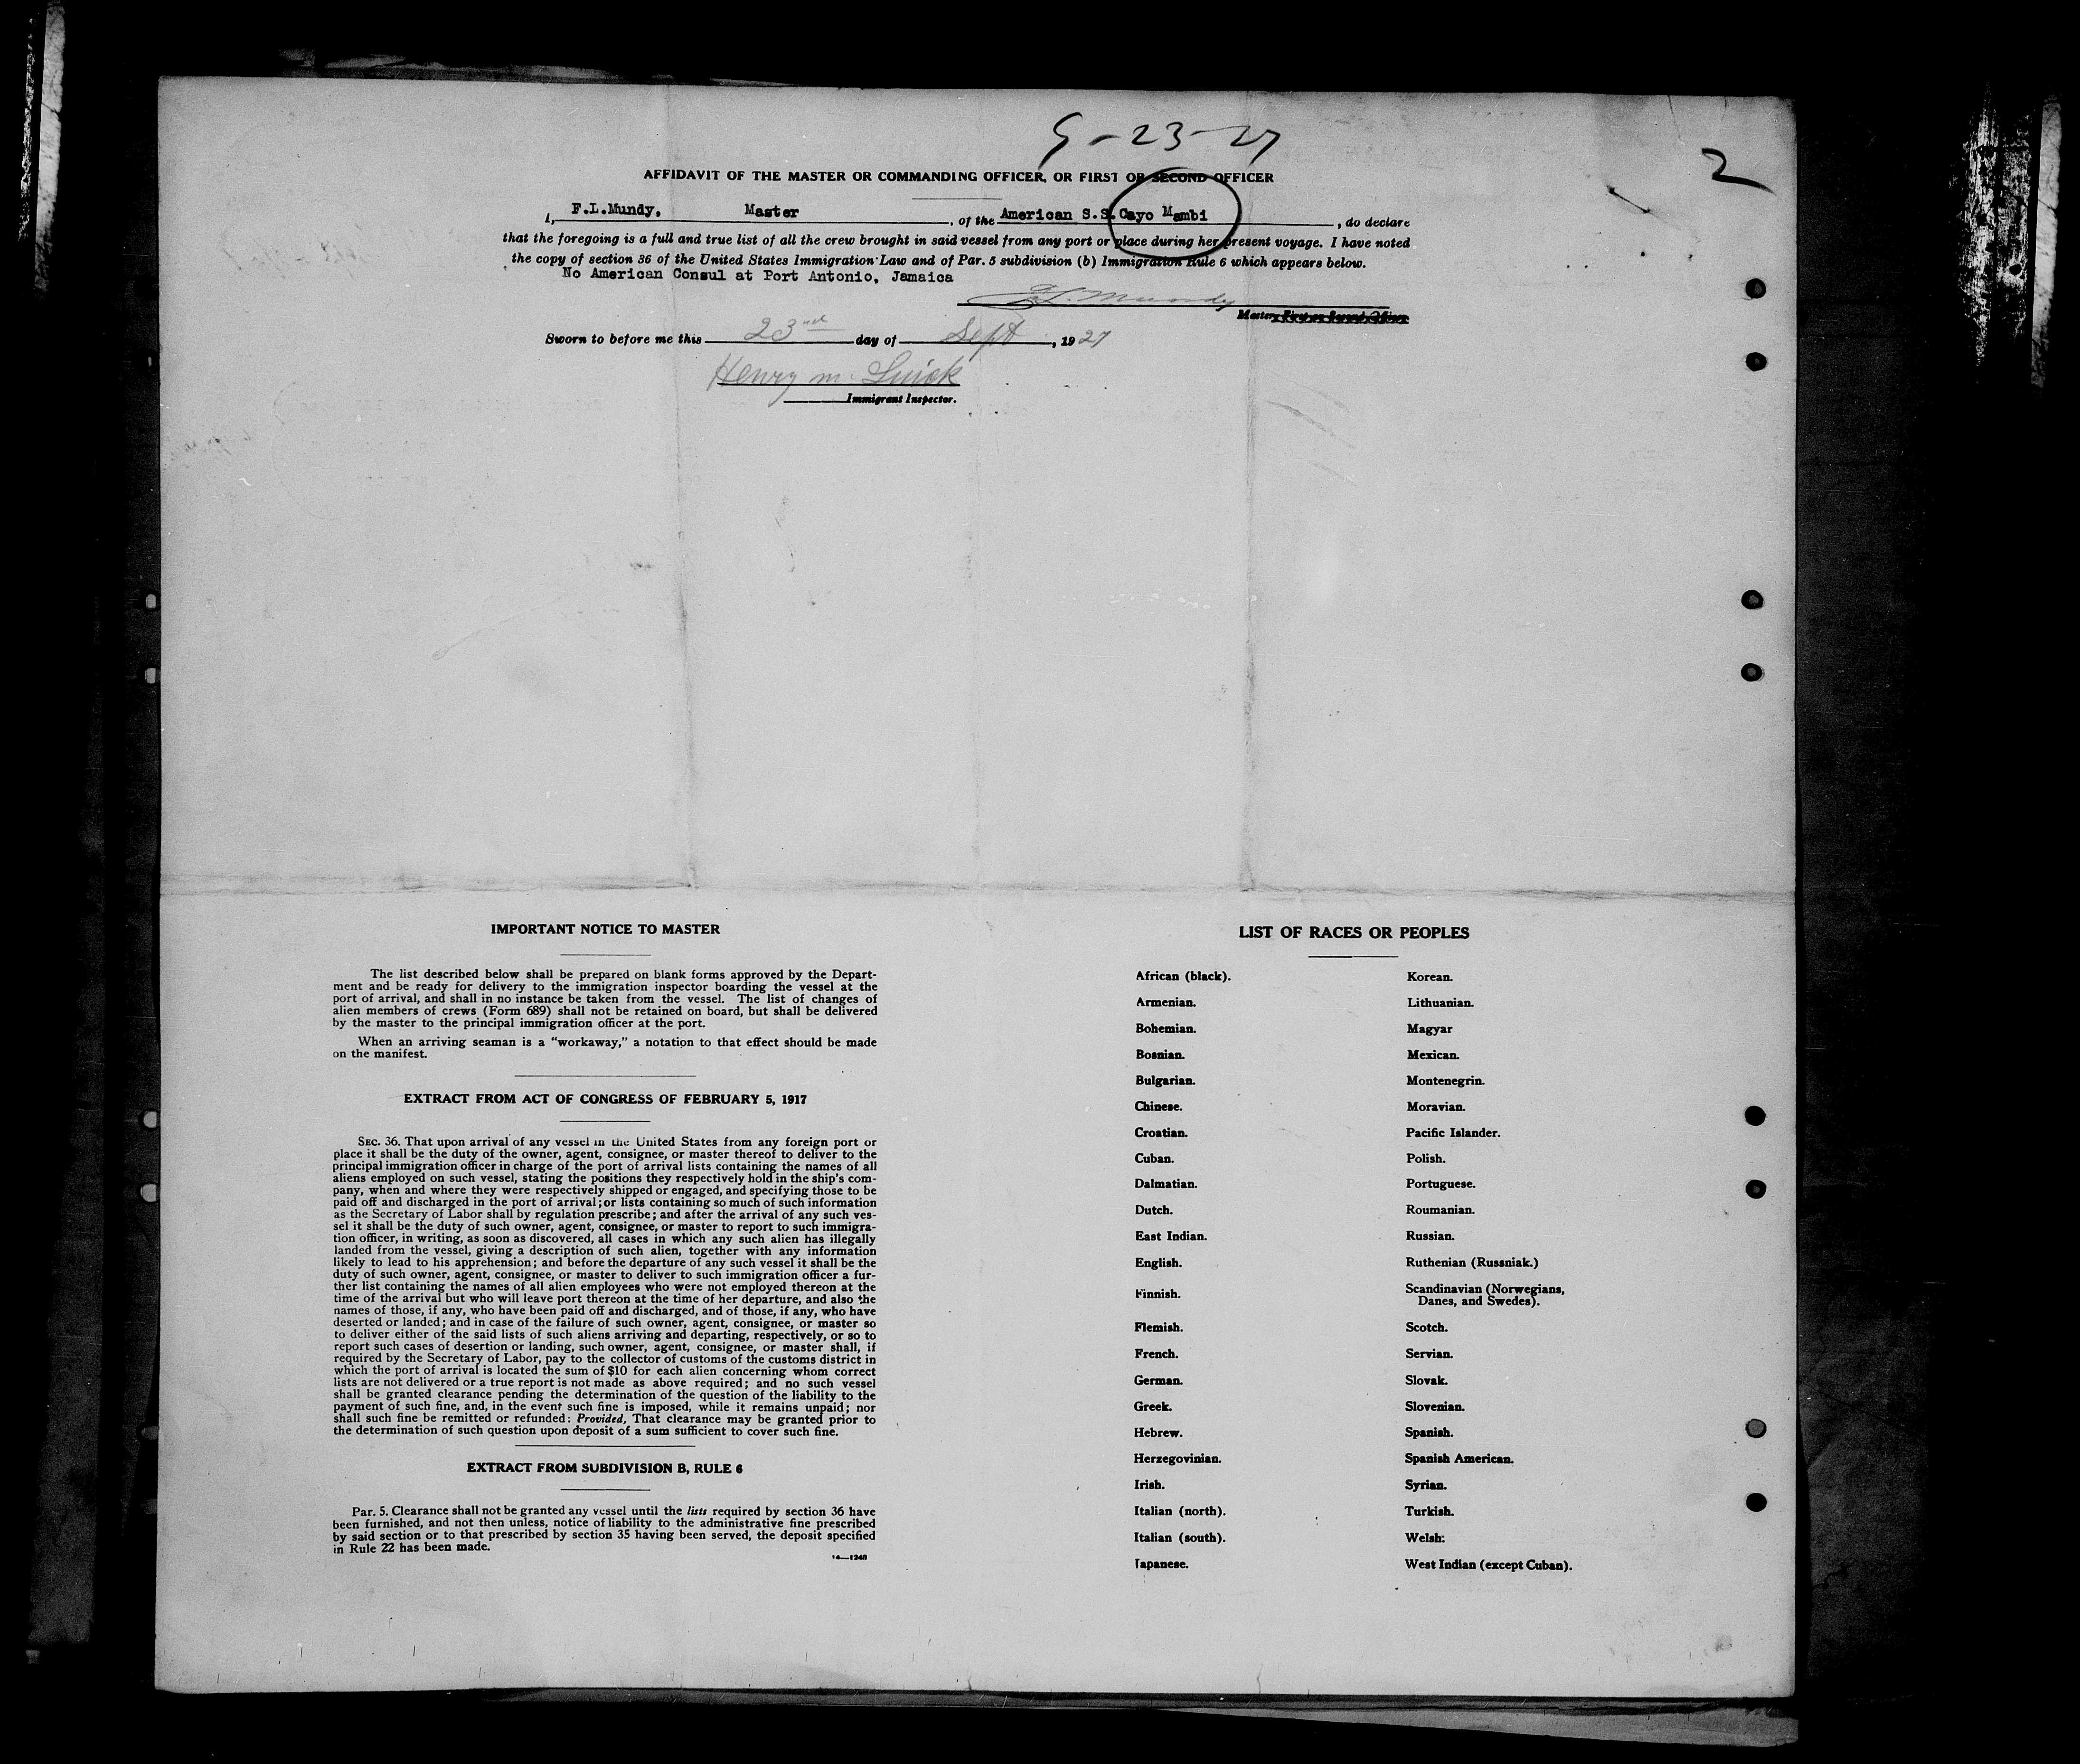 9-23-27
2
AFFIDAVIT OF THE MASTER OR COMMANDING OFFICER, OR FIRST OR SECOND OFFICER
I, F.L.Mundy, Master, of the American S.S. Cayo Mambi, do declare
that the foregoing is a full and true list of all the crew brought in said vessel from any port or place during her present voyage. I have noted
the copy of section 36 of the United States Immigration Law and of Par. 5 subdivision (b) Immigration Rule 6 which appears below.
No American Consul at Port Antonio, Jamaica
F.L. Mundy
Master, First or Second Officer
Sworn to before me this 23rd day of Sept, 1927
Henry M.
Immigrant Inspector.
IMPORTANT NOTICE TO MASTER
The list described below shall be prepared on blank forms approved by the Depart-
ment and be ready for delivery to the immigration inspector boarding the vessel at the
port of arrival, and shall in no instance be taken from the vessel. The list of changes of
alien members of crews (Form 689) shall not be retained on board, but shall be delivered
by the master to the principal immigration officer at the port.
When an arriving seaman is a "workaway," a notation to that effect should be made
on the manifest.
EXTRACT FROM ACT OF CONGRESS OF FEBRUARY 5, 1917
SEC. 36. That upon arrival of any vessel in the United States from any foreign port or
place it shall be the duty of the owner, agent, consignee, or master thereof to deliver to the
principal immigration officer in charge of the port of arrival lists containing the names of all
aliens employed on such vessel, stating the positions they respectively hold in the ship's com-
pany, when and where they were respectively shipped or engaged, and specifying those to be
paid off and discharged in the port of arrival; or lists containing so much of such information
as the Secretary of Labor shall by regulation prescribe; and after the arrival of any such ves-
sel it shall be the duty of such owner, agent, consignee, or master to report to such immigra-
tion officer, in writing, as soon as discovered, all cases in which any such alien has illegally
landed from the vessel, giving a description of such alien, together with any information
likely to lead to his apprehension; and before the departure of any such vessel it shall be the
duty of such owner, agent, consignee, or master to deliver to such immigration officer a fur-
ther list containing the names of all alien employees who were not employed thereon at the
time of the arrival but who will leave port thereon at the time of her departure, and also the
names of those, if any, who have been paid off and discharged, and of those, if any, who have
deserted or landed; and in case of the failure of such owner, agent, consignee, or master so
to deliver either of the said lists of such aliens arriving and departing, respectively, or so to
report such cases of desertion or landing, such owner, agent, consignee, or master shall, if
required by the Secretary of Labor, pay to the collector of customs of the customs district in
which the port of arrival is located the sum of $10 for each alien concerning whom correct
lists are not delivered or a true report is not made as above required; and no such vessel
shall be granted clearance pending the determination of the question of the liability to the
payment of such fine, and, in the event such fine is imposed, while it remains unpaid; nor
shall such fine be remitted or refunded: Provided, That clearance may be granted prior to
the determination of such question upon deposit of a sum sufficient to cover such fine.
EXTRACT FROM SUBDIVISION B, RULE 6
Par. 5. Clearance shall not be granted any vessel until the lists required by section 36 have
been furnished, and not then unless, notice of liability to the administrative fine prescribed
by said section or to that prescribed by section 35 having been served, the deposit specified
in Rule 22 has been made.
14—1240
LIST OF RACES OR PEOPLES
African (black).
Armenian.
Bohemian.
Bosnian.
Bulgarian.
Chinese.
Croatian.
Cuban.
Dalmatian.
Dutch.
East Indian.
English.
Finnish.
Flemish.
French.
German.
Greek.
Hebrew.
Herzegovinian.
Irish.
Italian (north).
Italian (south).
Japanese.
Korean.
Lithuanian.
Magyar
Mexican.
Montenegrin.
Moravian.
Pacific Islander.
Polish.
Portuguese.
Roumanian.
Russian.
Ruthenian (Russniak.)
Scandinavian (Norwegians,
Danes, and Swedes).
Scotch.
Servian.
Slovak.
Slovenian.
Spanish.
Spanish American.
Syrian.
Turkish.
Welsh.
West Indian (except Cuban).